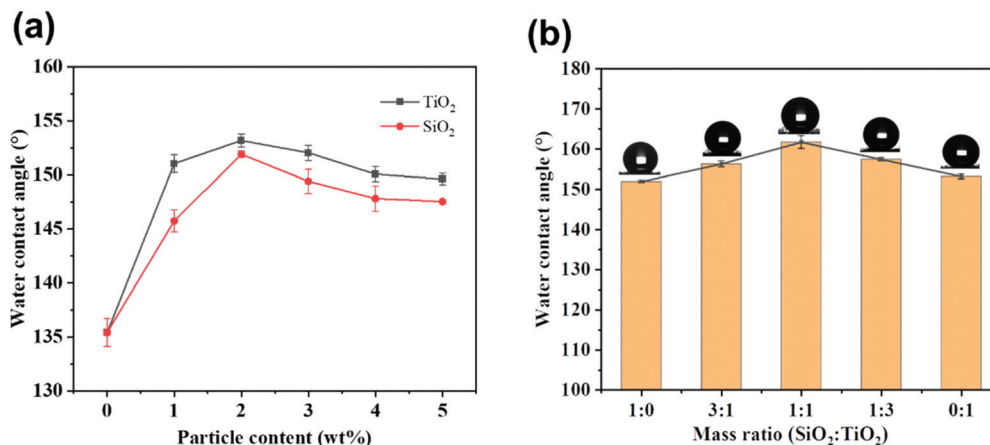 (a)
160
155
150
145
140
135
130
Water contact angle (°)
TiO₂
SiO₂
0 1 2 3 4 5
Particle content (wt%)
(b)
180
170
160
150
140
130
120
110
100
Water contact angle (°)
1:0 3:1 1:1 1:3 0:1
Mass ratio (SiO₂:TiO₂)